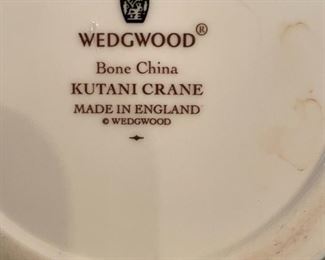 WEDGWOOD®
Bone China
KUTANI CRANE
MADE IN ENGLAND
© WEDGWOOD